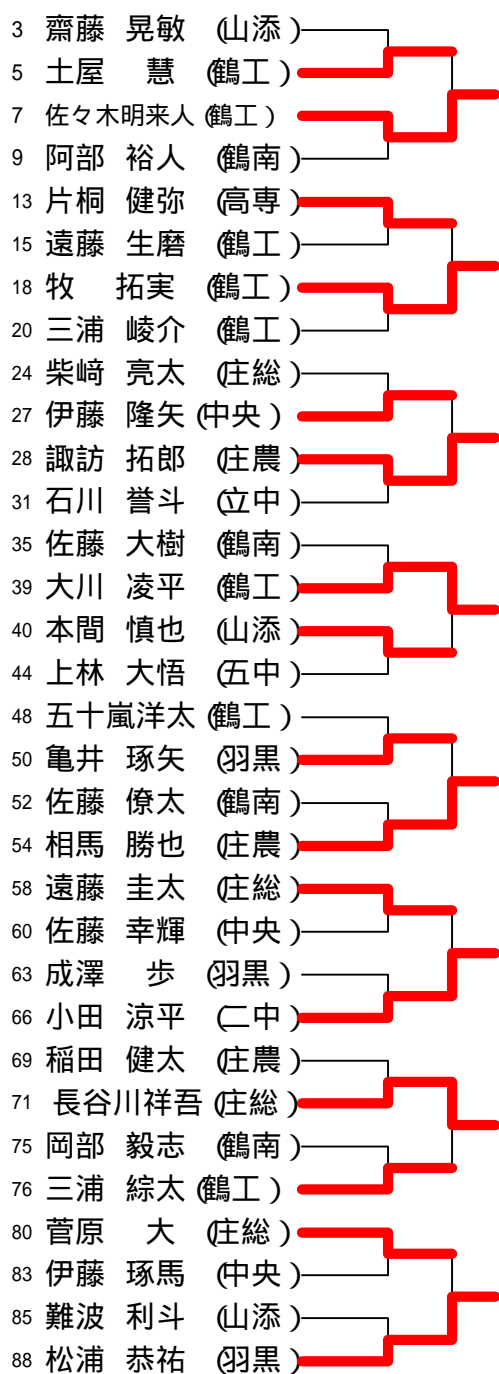 3 齋藤 晃敏 (山添)
5 土屋 慧 (鶴工)
7 佐々木明来人 (鶴工)
9 阿部 裕人 (鶴南)
13 片桐 健弥 (高専)
15 遠藤 生磨 (鶴工)
18 牧 拓実 (鶴工)
20 三浦 崚介 (鶴工)
24 柴﨑 亮太 (庄総)
27 伊藤 隆矢 (中央)
28 諏訪 拓郎 (庄農)
31 石川 誉斗 (立中)
35 佐藤 大樹 (鶴南)
39 大川 凌平 (鶴工)
40 本間 慎也 (山添)
44 上林 大悟 (五中)
48 五十嵐洋太 (鶴工)
50 亀井 琢矢 (羽黒)
52 佐藤 僚太 (鶴南)
54 相馬 勝也 (庄農)
58 遠藤 圭太 (庄総)
60 佐藤 幸輝 (中央)
63 成澤 歩 (羽黒)
66 小田 涼平 (二中)
69 稲田 健太 (庄農)
71 長谷川祥吾 (庄総)
75 岡部 毅志 (鶴南)
76 三浦 綜太 (鶴工)
80 菅原 大 (庄総)
83 伊藤 琢馬 (中央)
85 難波 利斗 (山添)
88 松浦 恭祐 (羽黒)